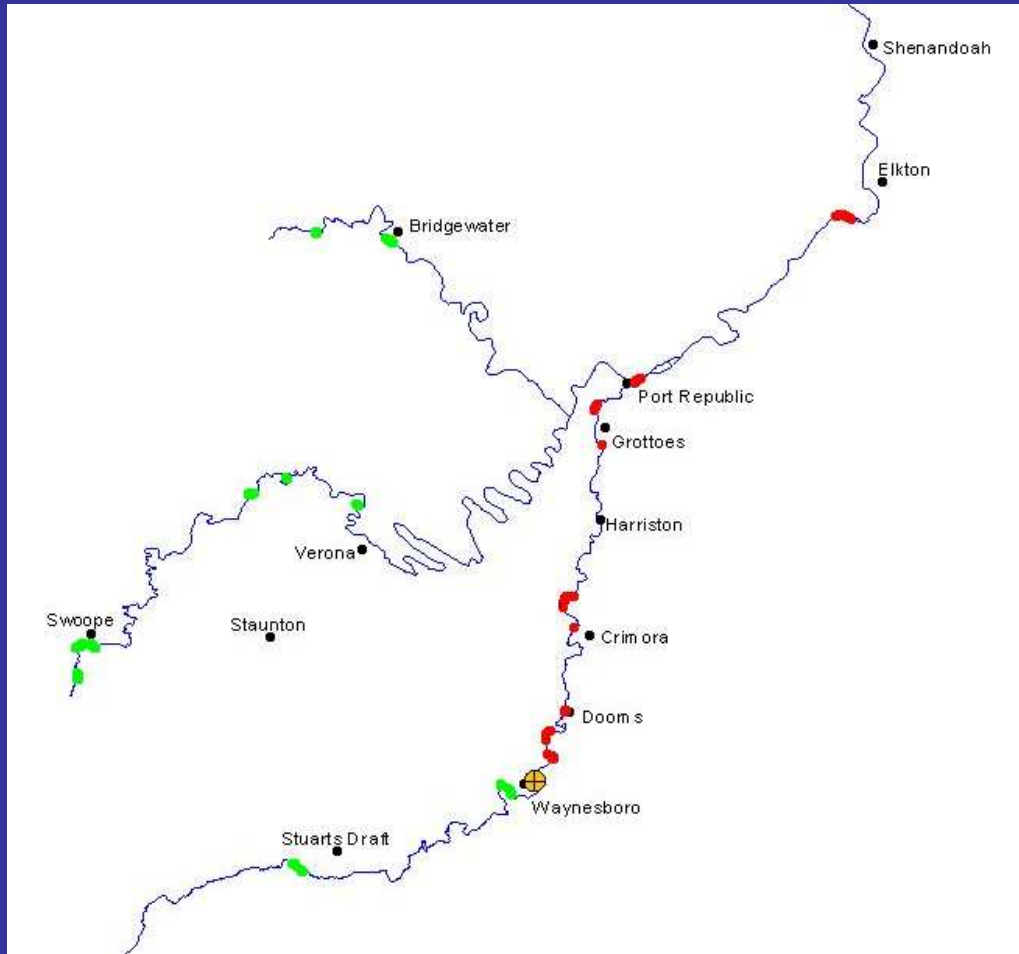 Shenandoah
Elkton
Bridgewater
Port Republic
Grottoes
Harriston
Verona
Swoope
Staunton
Crimora
Dooms
Waynesboro
Stuarts Draft